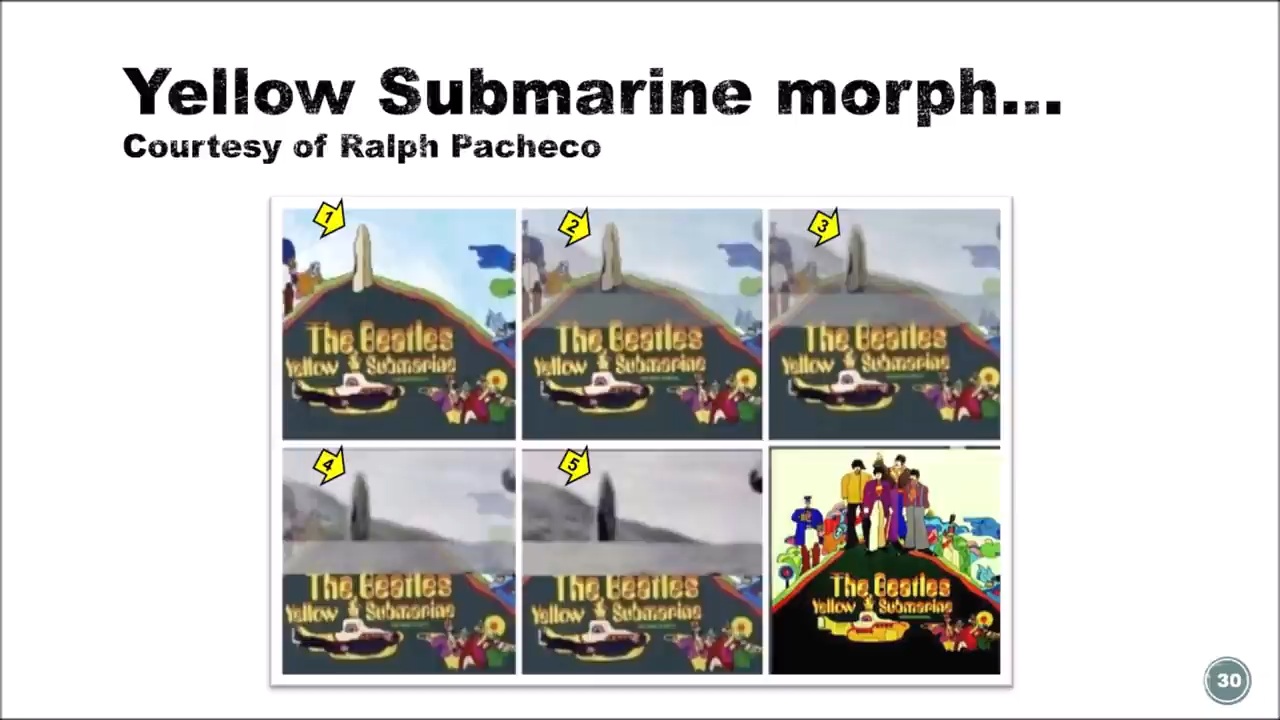 Yellow Submarine morph...
Courtesy of Ralph Pacheco
1
2
3
The Beatles
Yellow Submarine
The Beatles
Yellow Submarine
The Beatles
Yellow Submarine
4
5
The Beatles
Yellow Submarine
The Beatles
Yellow Submarine
The Beatles
Yellow Submarine
30